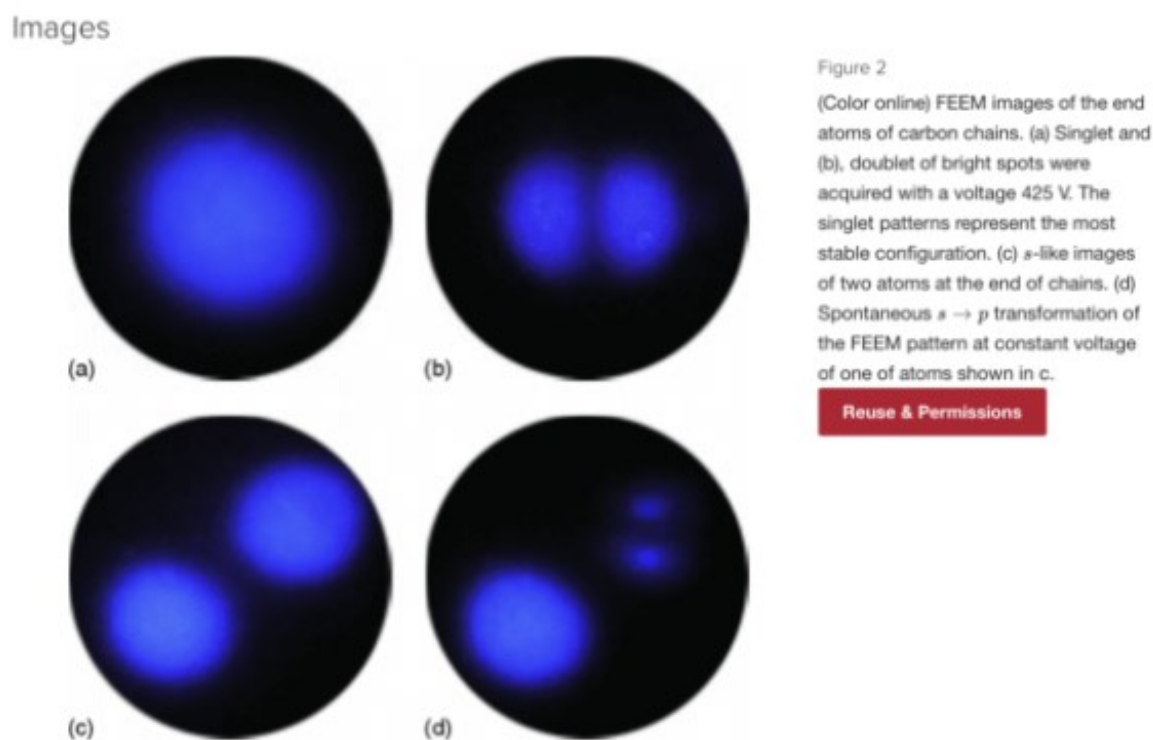 Images
Figure 2
(Color online) FEEM images of the end
atoms of carbon chains. (a) Singlet and
(b), doublet of bright spots were
acquired with a voltage 425 V. The
singlet patterns represent the most
stable configuration. (c) s-like images
of two atoms at the end of chains. (d)
Spontaneous s → p transformation of
the FEEM pattern at constant voltage
of one of atoms shown in c.
Reuse & Permissions
(a)
(b)
(c)
(d)